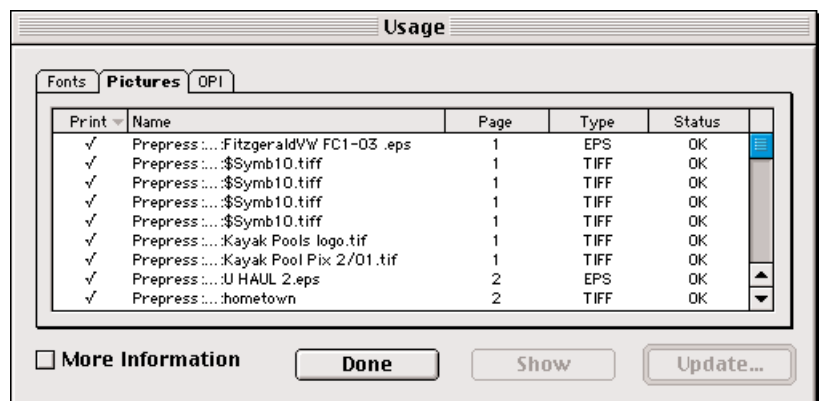 Usage
Fonts Pictures OPI
Print Name Page Type Status
√ Prepress:...:FitzgeraldVW FC1-03 .eps 1 EPS OK
√ Prepress:...:$Symb10.tiff 1 TIFF OK
√ Prepress:...:$Symb10.tiff 1 TIFF OK
√ Prepress:...:$Symb10.tiff 1 TIFF OK
√ Prepress:...:$Symb10.tiff 1 TIFF OK
√ Prepress:...:Kayak Pools logo.tif 1 TIFF OK
√ Prepress:...:Kayak Pool Pix 2/01.tif 1 TIFF OK
√ Prepress:...:U HAUL 2.eps 2 EPS OK
√ Prepress:...:hometown 2 TIFF OK
More Information Done Show Update...